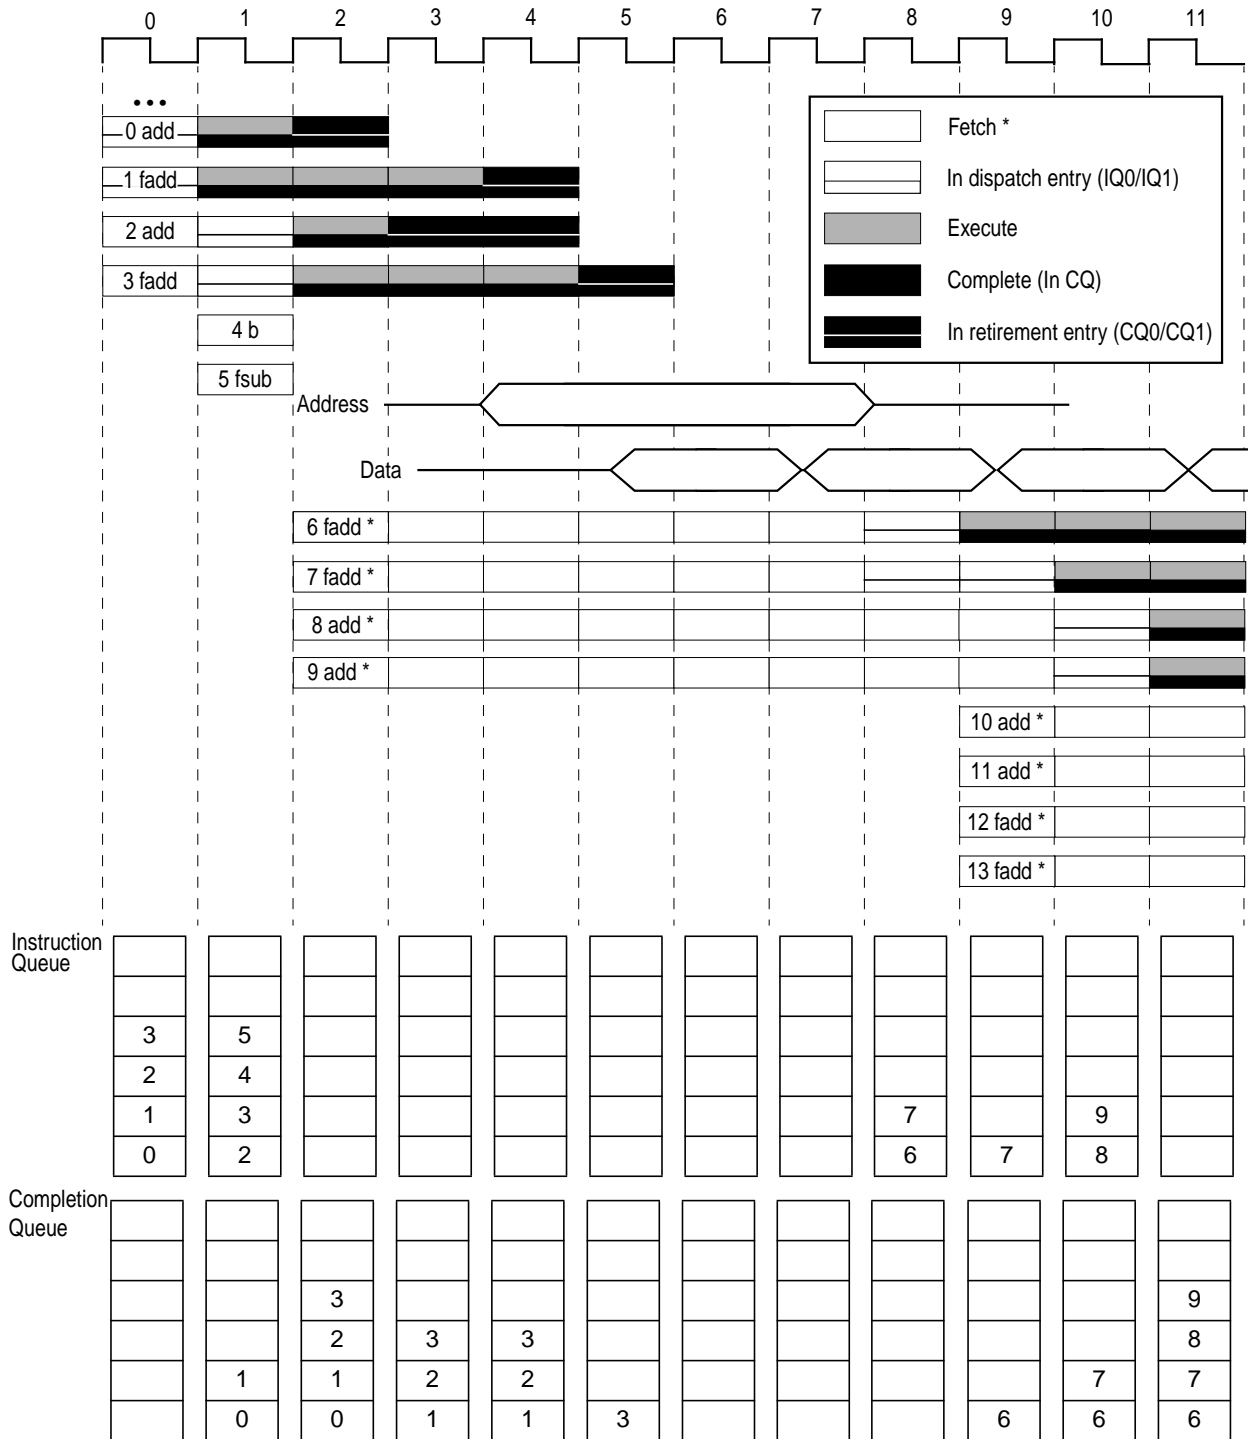 0 1 2 3 4 5 6 7 8 9 10 11
...
0 add
1 fadd
2 add
3 fadd
4 b
5 fsub
Fetch *
In dispatch entry (IQ0/IQ1)
Execute
Complete (In CQ)
In retirement entry (CQ0/CQ1)
Address
Data
6 fadd *
7 fadd *
8 add *
9 add *
10 add *
11 add *
12 fadd *
13 fadd *
Instruction
Queue
3 5
2 4
1 3 7 9
0 2 6 7 8
Completion
Queue
3 9
2 3 3 8
1 1 2 2 7 7
0 0 1 1 3 6 6 6